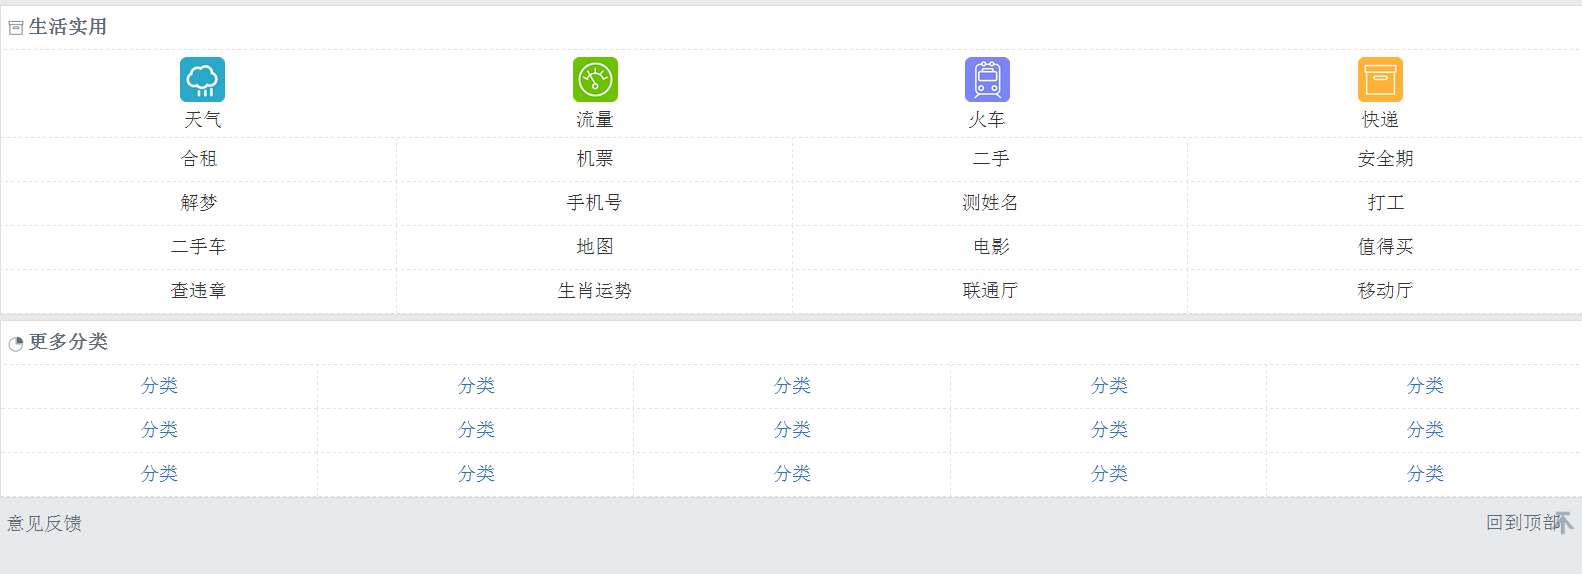 生活实用
天气 流量 火车 快递
合租 机票 二手 安全期
解梦 手机号 测姓名 打工
二手车 地图 电影 值得买
查违章 生肖运势 联通厅 移动厅
更多分类
分类 分类 分类 分类 分类
分类 分类 分类 分类 分类
分类 分类 分类 分类 分类
意见反馈 回到顶部